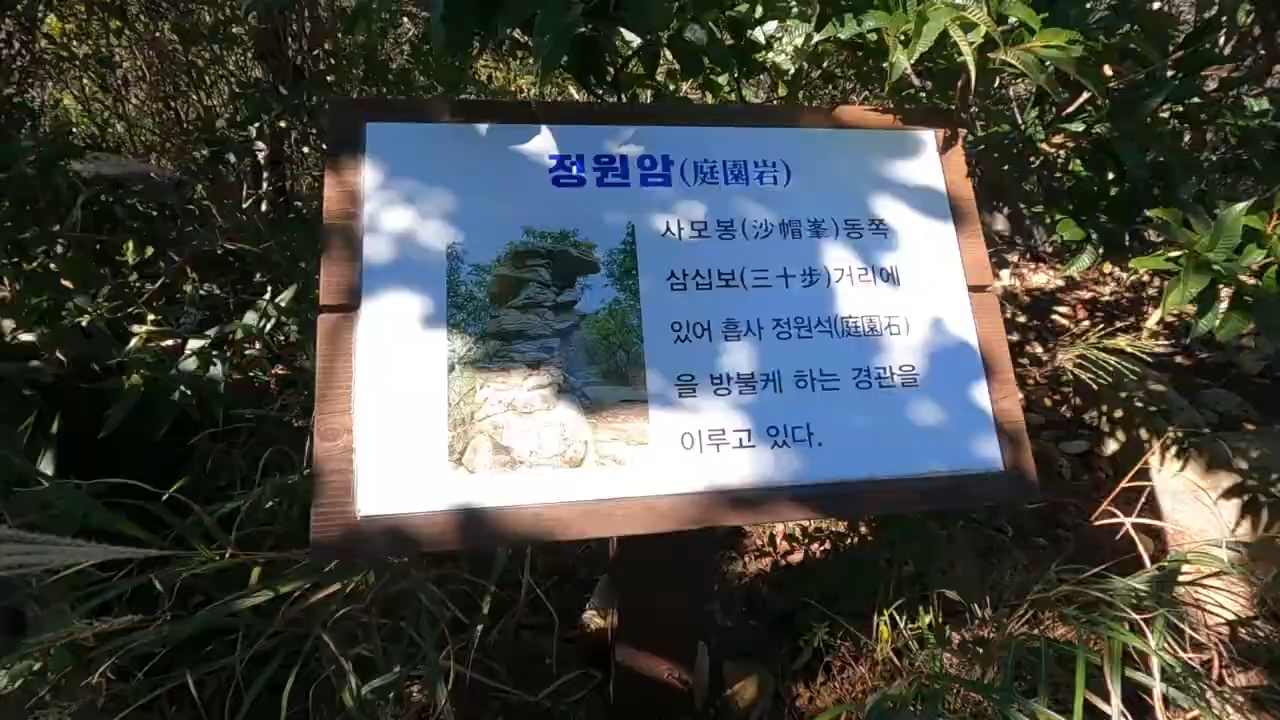 정원암(庭園岩)
사모봉(沙帽峯)동쪽
삼십보(三十步)거리에
있어 흡사 정원석(庭園石)
을 방불케 하는 경관을
이루고 있다.